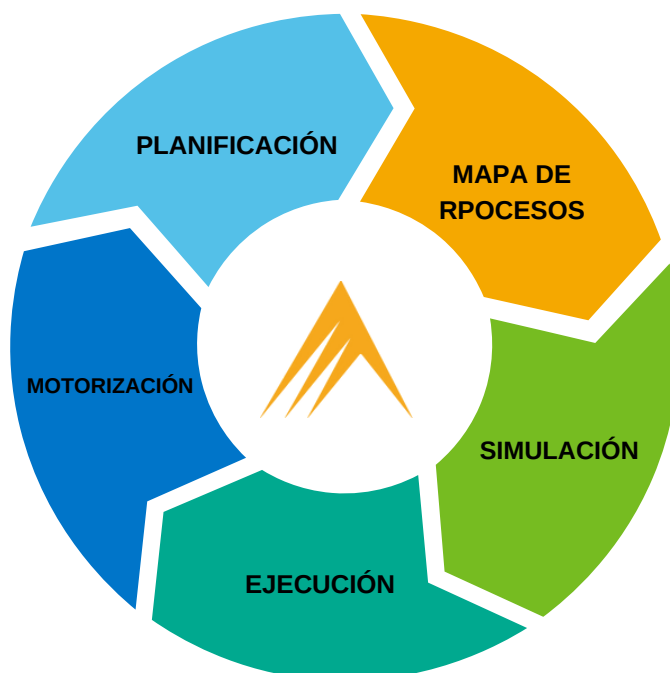 PLANIFICACIÓN
MAPA DE
RPOCESOS
SIMULACIÓN
EJECUCIÓN
MOTORIZACIÓN